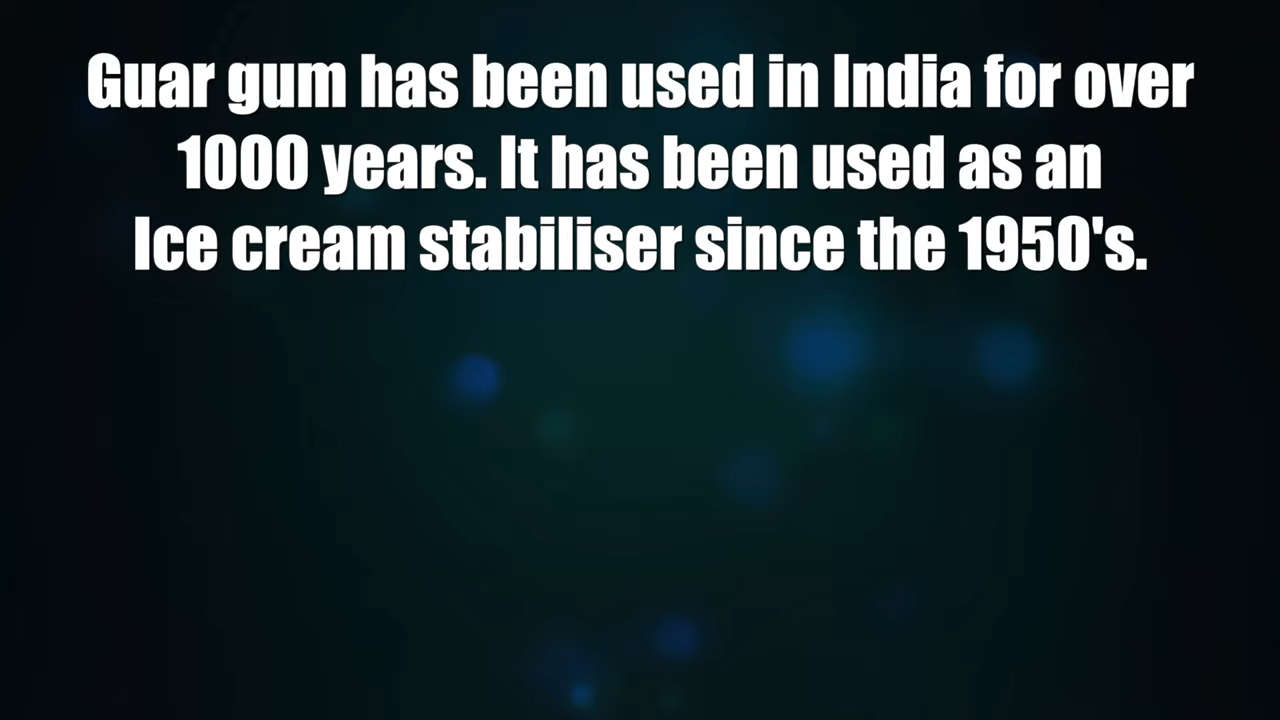 Guar gum has been used in India for over
1000 years. It has been used as an
Ice cream stabiliser since the 1950's.